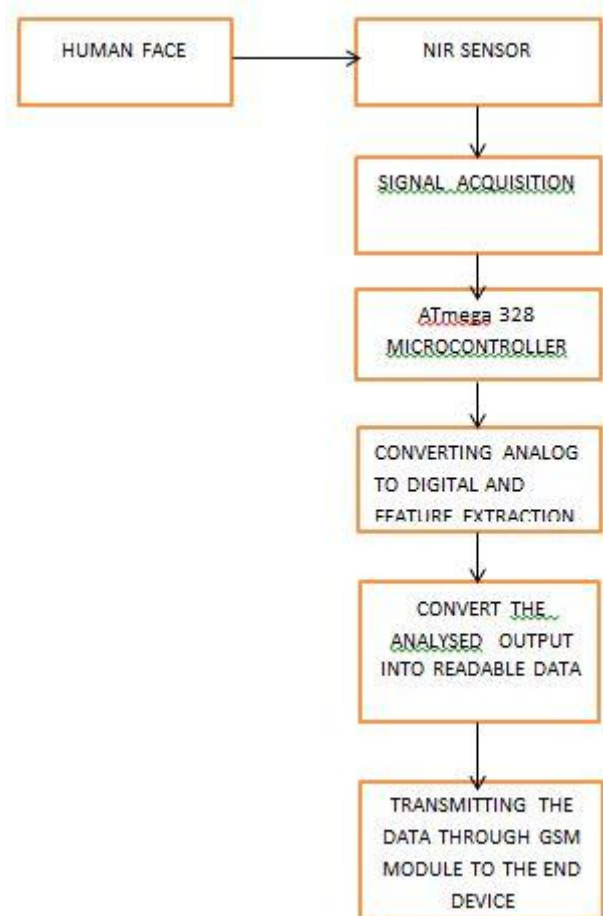 HUMAN FACE
NIR SENSOR
SIGNAL ACQUISITION
ATmega 328
MICROCONTROLLER
CONVERTING ANALOG
TO DIGITAL AND
FEATURE EXTRACTION
CONVERT THE
ANALYSED OUTPUT
INTO READABLE DATA
TRANSMITTING THE
DATA THROUGH GSM
MODULE TO THE END
DEVICE